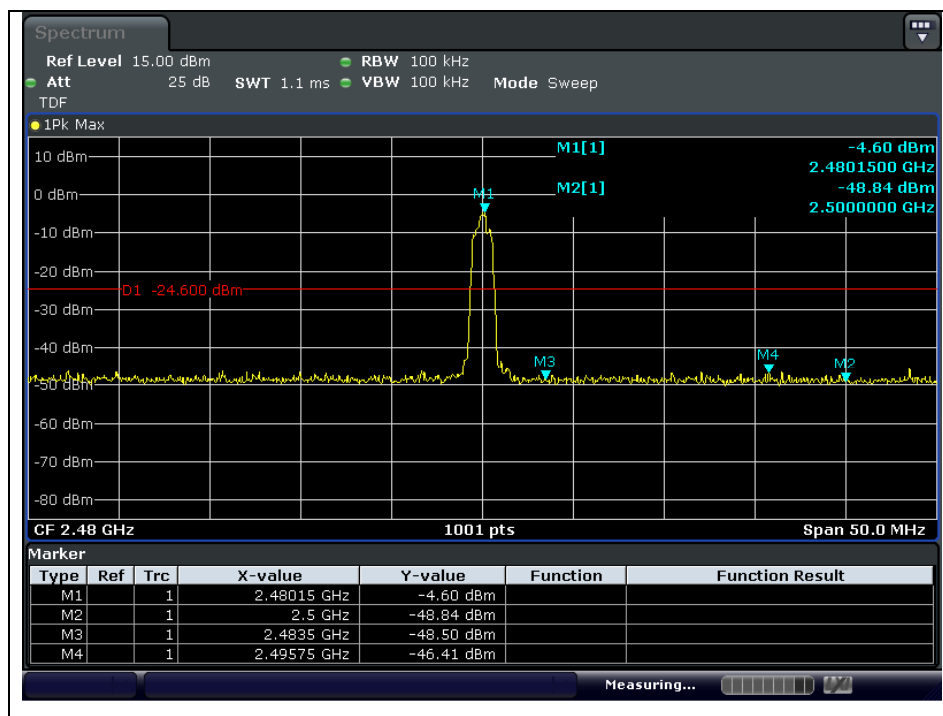 Spectrum
Ref Level 15.00 dBm RBW 100 kHz
Att 25 dB SWT 1.1 ms VBW 100 kHz Mode Sweep
TDF
1Pk Max
M1[1] -4.60 dBm
2.4801500 GHz
M2[1] -48.84 dBm
2.5000000 GHz
10 dBm
0 dBm
M1
-10 dBm
-20 dBm
D1 -24.600 dBm
-30 dBm
-40 dBm
M3
M4
M2
-50 dBm
-60 dBm
-70 dBm
-80 dBm
CF 2.48 GHz 1001 pts Span 50.0 MHz
Marker
Type Ref Trc X-value Y-value Function Function Result
M1 1 2.48015 GHz -4.60 dBm
M2 1 2.5 GHz -48.84 dBm
M3 1 2.4835 GHz -48.50 dBm
M4 1 2.49575 GHz -46.41 dBm
Measuring...